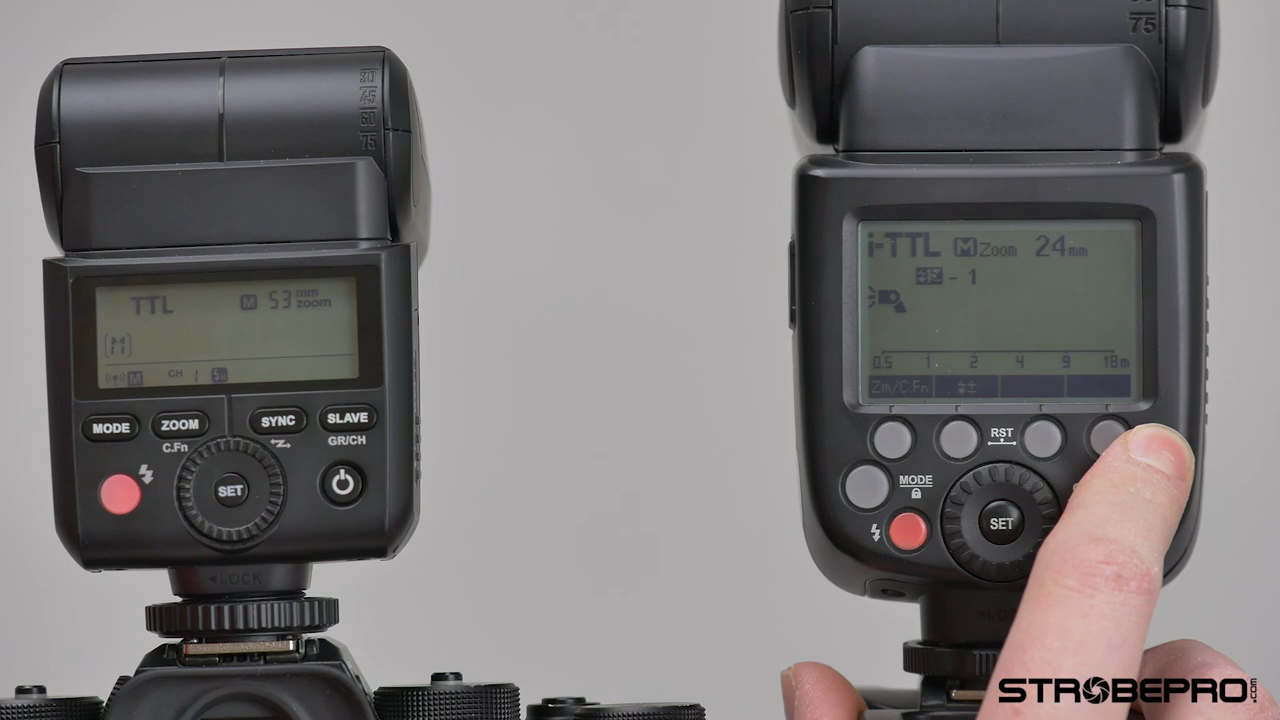 30
45
60
75
TTL M 53 mm zoom
[M]
M CH 1
MODE ZOOM SYNC SLAVE
C.Fn GR/CH
SET
◄LOCK
75
i-TTL M Zoom 24mm
- 1
0.5 1 2 4 9 18m
Zm/C.Fn ±
RST
MODE
SET
STROBEPRO.com